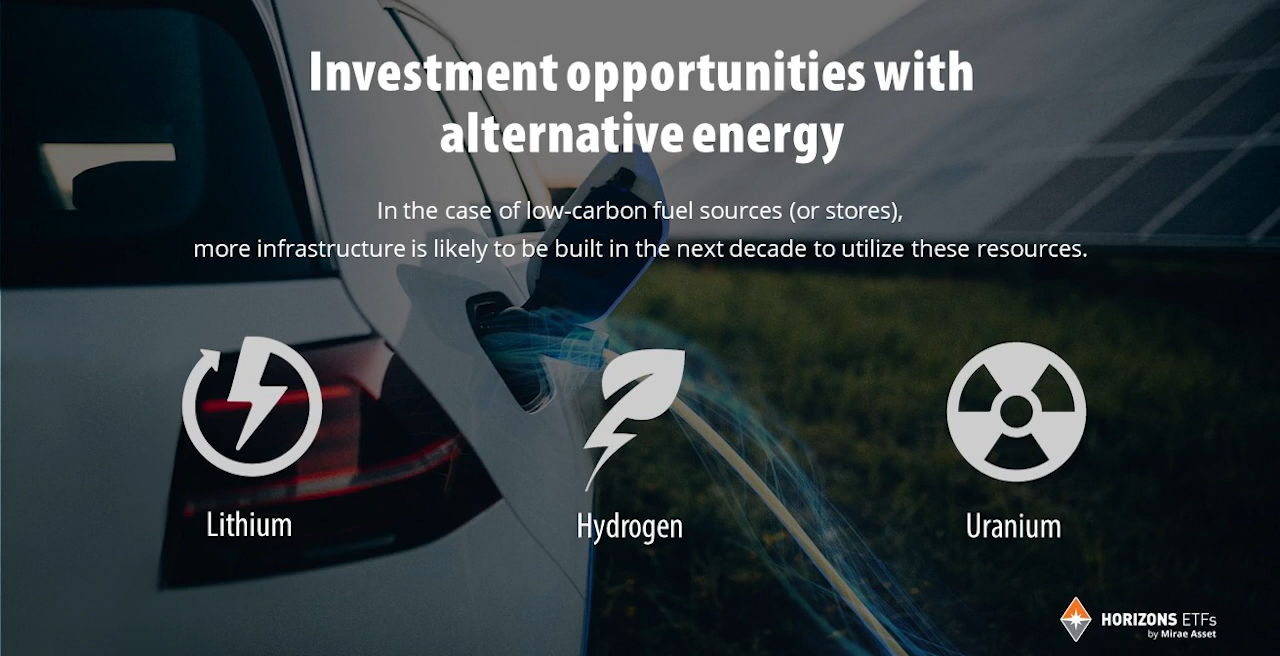 Investment opportunities with
alternative energy
In the case of low-carbon fuel sources (or stores),
more infrastructure is likely to be built in the next decade to utilize these resources.
Lithium
Hydrogen
Uranium
HORIZONS ETFs
by Mirae Asset